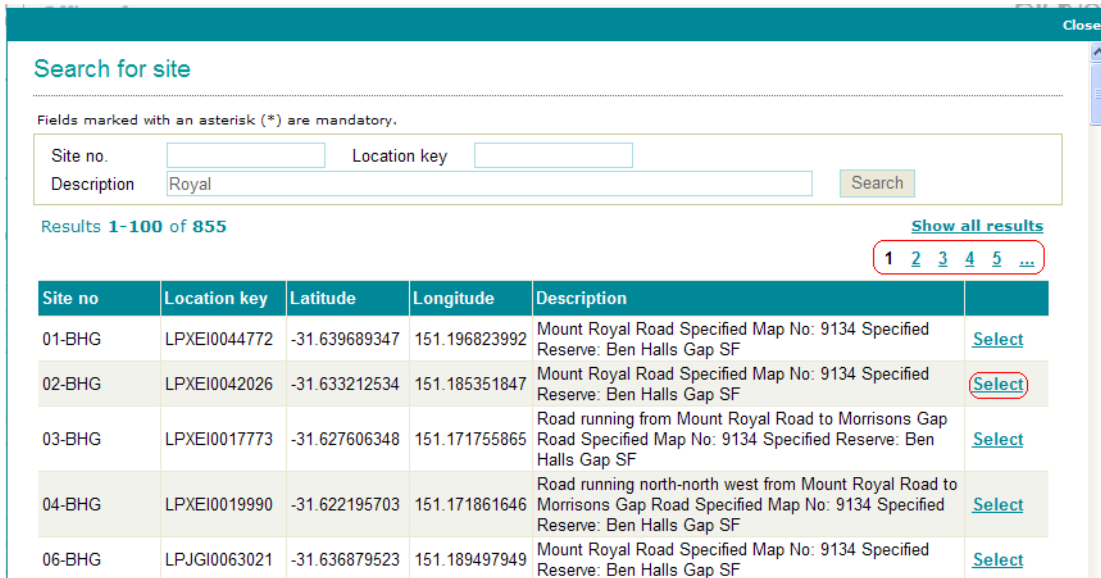 Close
Search for site
Fields marked with an asterisk (*) are mandatory.
Site no. Location key
Description Royal Search
Results 1-100 of 855 Show all results
1 2 3 4 5 ...
Site no Location key Latitude Longitude Description
01-BHG LPXEI0044772 -31.639689347 151.196823992 Mount Royal Road Specified Map No: 9134 Specified
Reserve: Ben Halls Gap SF Select
02-BHG LPXEI0042026 -31.633212534 151.185351847 Mount Royal Road Specified Map No: 9134 Specified
Reserve: Ben Halls Gap SF Select
Road running from Mount Royal Road to Morrisons Gap
03-BHG LPXEI0017773 -31.627606348 151.171755865 Road Specified Map No: 9134 Specified Reserve: Ben Select
Halls Gap SF
Road running north-north west from Mount Royal Road to
04-BHG LPXEI0019990 -31.622195703 151.171861646 Morrisons Gap Road Specified Map No: 9134 Specified Select
Reserve: Ben Halls Gap SF
06-BHG LPJGI0063021 -31.636879523 151.189497949 Mount Royal Road Specified Map No: 9134 Specified
Reserve: Ben Halls Gap SF Select